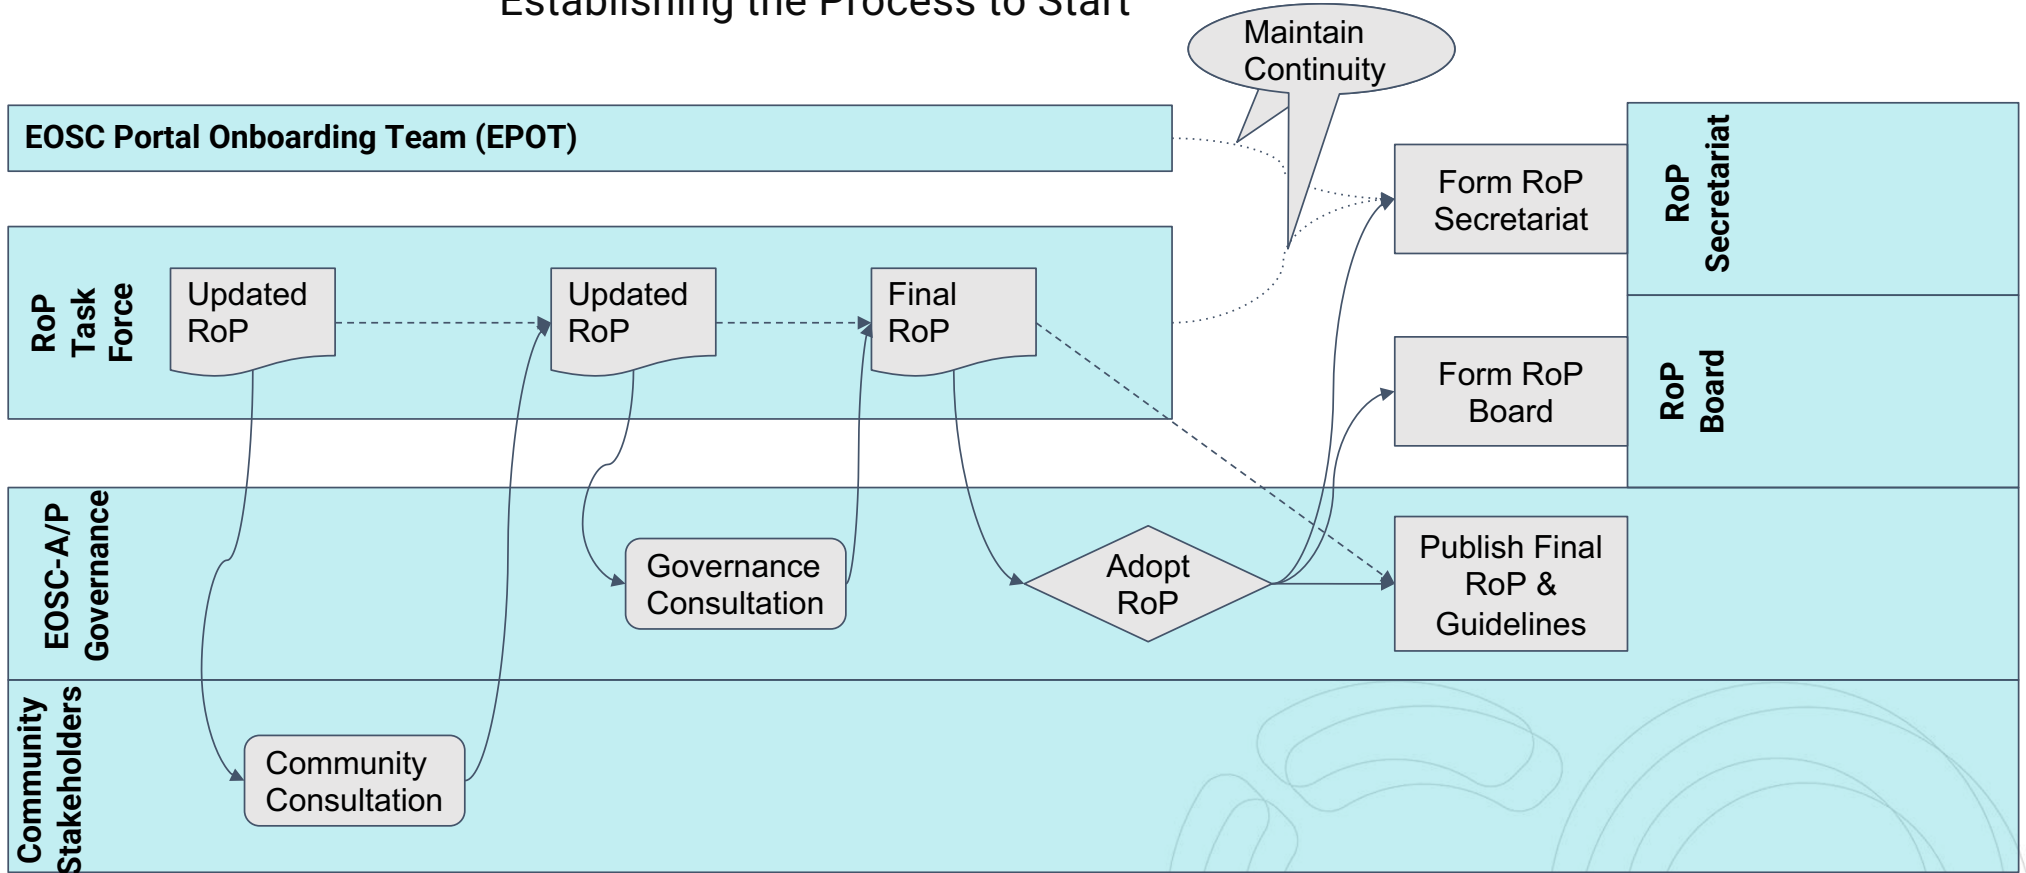 Establishing the Process to Start
Maintain
Continuity
EOSC Portal Onboarding Team (EPOT)
Form RoP
Secretariat
RoP
Secretariat
RoP
Task
Force
Updated
RoP
Updated
RoP
Final
RoP
Form RoP
Board
RoP
Board
EOSC-A/P
Governance
Governance
Consultation
Adopt
RoP
Publish Final
RoP &
Guidelines
Community
Stakeholders
Community
Consultation